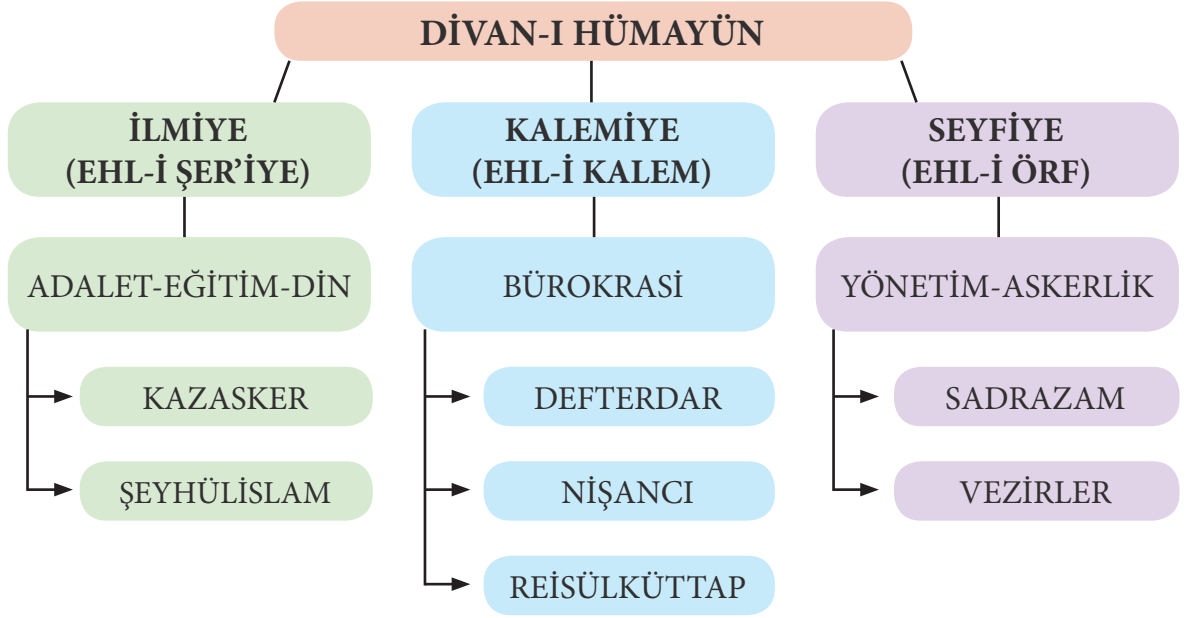 DİVAN-I HÜMAYÜN
İLMİYE
(EHL-İ ŞER’İYE)
ADALET-EĞİTİM-DİN
KAZASKER
ŞEYHÜLİSLAM
KALEMİYE
(EHL-İ KALEM)
BÜROKRASİ
DEFTERDAR
NİŞANCI
REİSÜLKÜTTAP
SEYFİYE
(EHL-İ ÖRF)
YÖNETİM-ASKERLİK
SADRAZAM
VEZİRLER